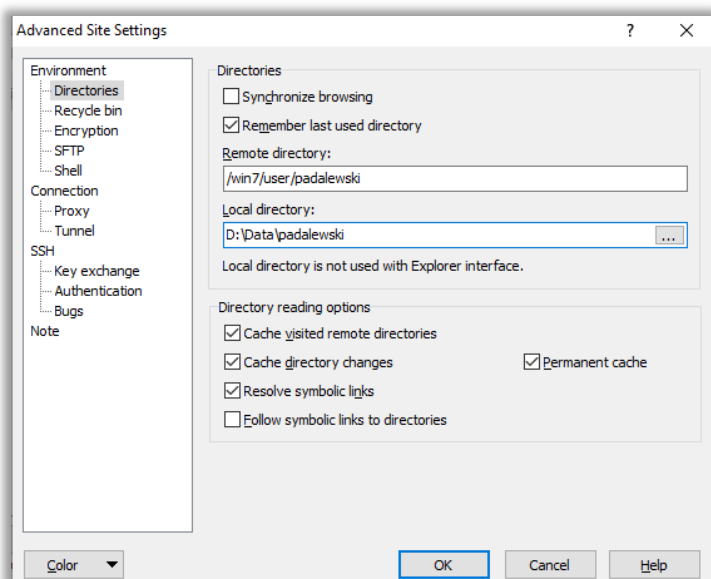 Advanced Site Settings
?
Environment
Directories
Recycle bin
Encryption
SFTP
Shell
Connection
Proxy
Tunnel
SSH
Key exchange
Authentication
Bugs
Note
Directories
Synchronize browsing
Remember last used directory
Remote directory:
/win7/user/padalewski
Local directory:
D:\Data\padalewski
...
Local directory is not used with Explorer interface.
Directory reading options
Cache visited remote directories
Cache directory changes
Permanent cache
Resolve symbolic links
Follow symbolic links to directories
Color
OK
Cancel
Help